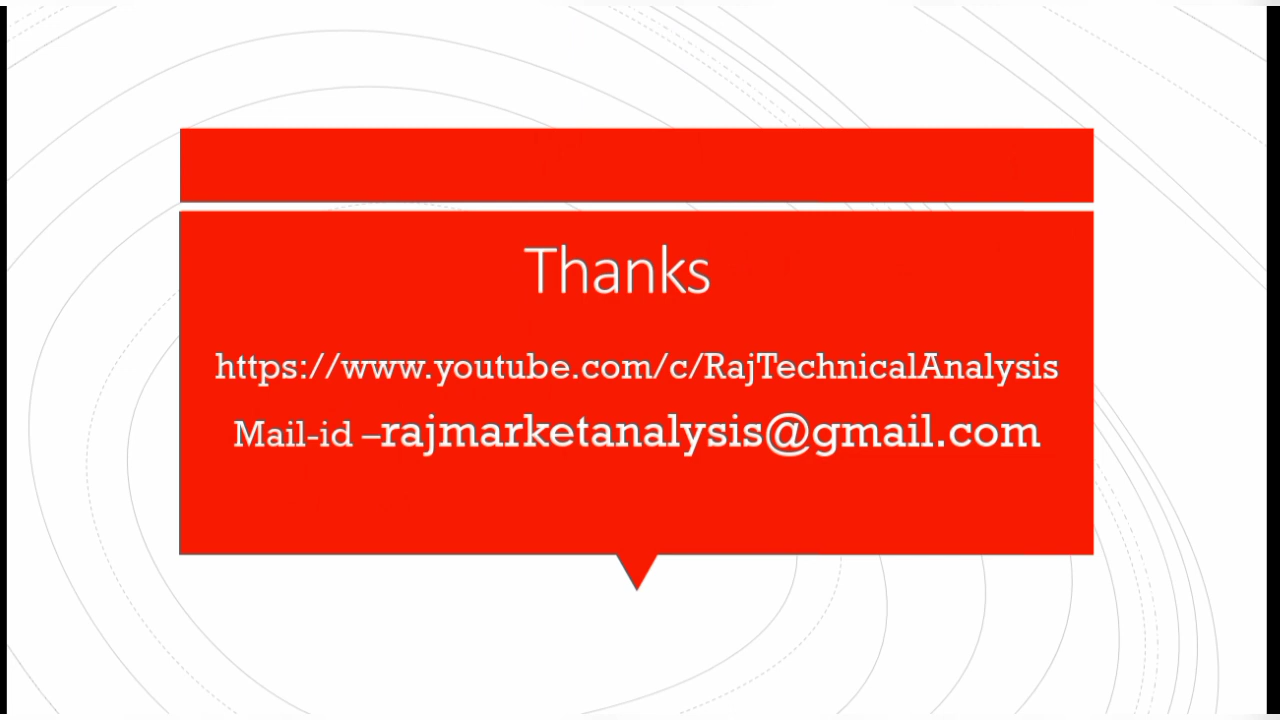 Thanks
https://www.youtube.com/c/RajTechnicalAnalysis
Mail-id –rajmarketanalysis@gmail.com